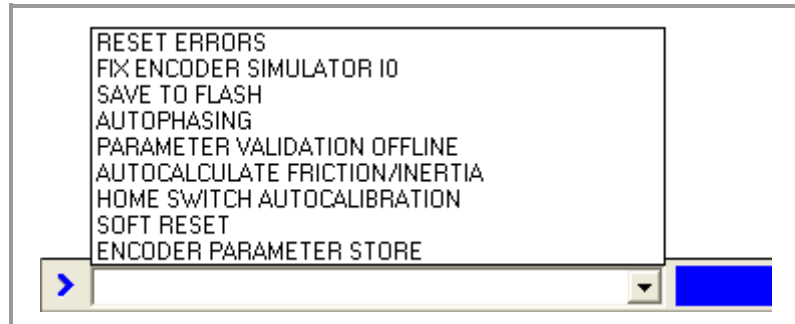 RESET ERRORS
FIX ENCODER SIMULATOR I0
SAVE TO FLASH
AUTOPHASING
PARAMETER VALIDATION OFFLINE
AUTOCALCULATE FRICTION/INERTIA
HOME SWITCH AUTOCALIBRATION
SOFT RESET
ENCODER PARAMETER STORE